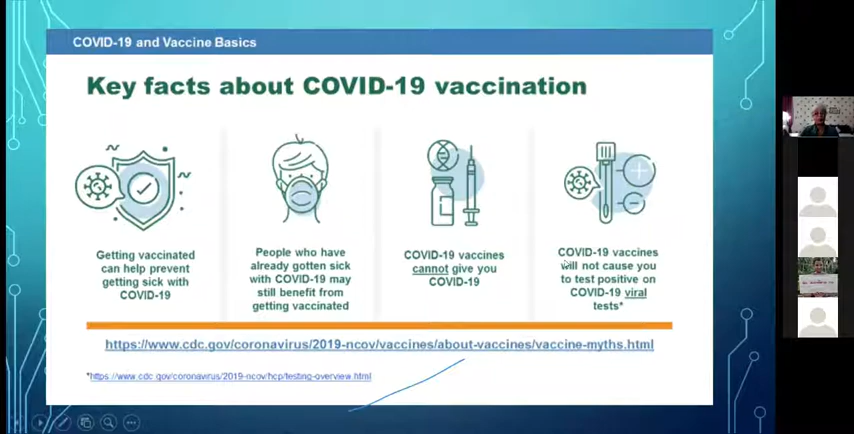 COVID-19 and Vaccine Basics
Key facts about COVID-19 vaccination
Getting vaccinated
can help prevent
getting sick with
COVID-19
People who have
already gotten sick
with COVID-19 may
still benefit from
getting vaccinated
COVID-19 vaccines
cannot give you
COVID-19
COVID-19 vaccines
will not cause you
to test positive on
COVID-19 viral
tests*
https://www.cdc.gov/coronavirus/2019-ncov/vaccines/about-vaccines/vaccine-myths.html
*https://www.cdc.gov/coronavirus/2019-ncov/hcp/testing-overview.html